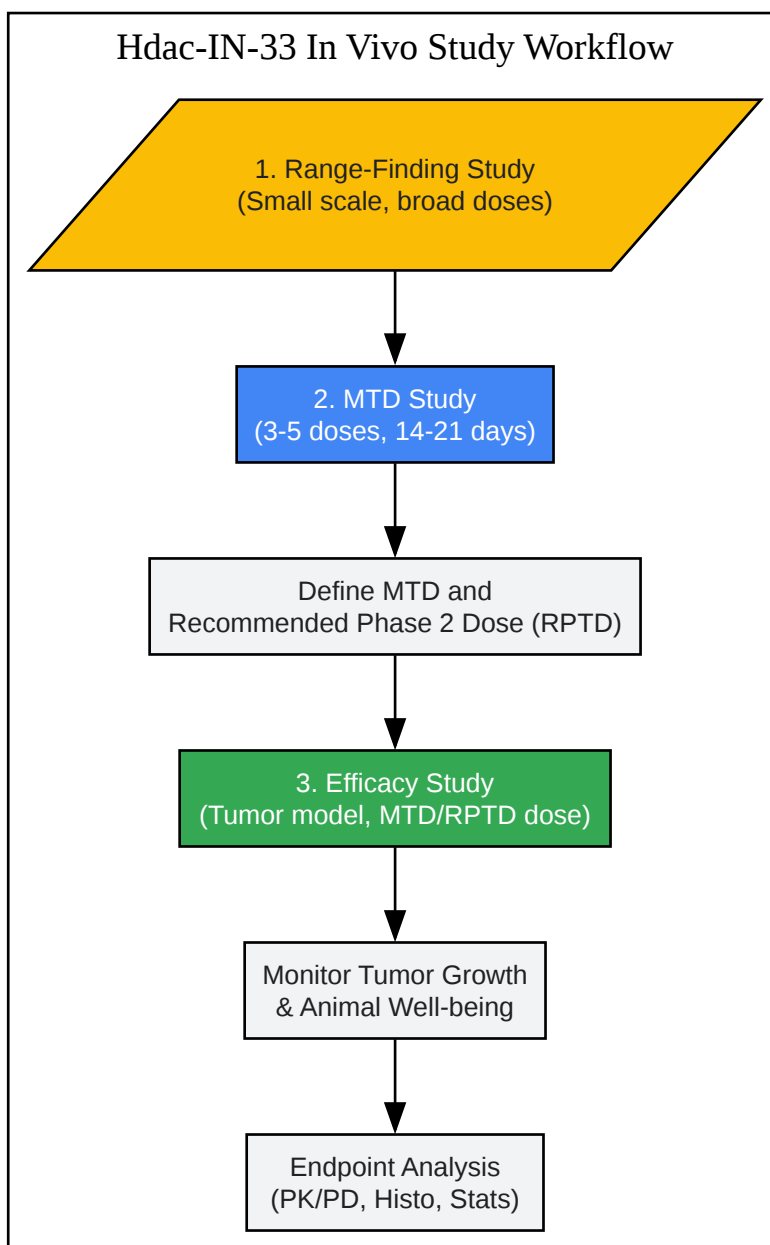 Hdac-IN-33 In Vivo Study Workflow
1. Range-Finding Study
(Small scale, broad doses)
2. MTD Study
(3-5 doses, 14-21 days)
Define MTD and
Recommended Phase 2 Dose (RPTD)
3. Efficacy Study
(Tumor model, MTD/RPTD dose)
Monitor Tumor Growth
& Animal Well-being
Endpoint Analysis
(PK/PD, Histo, Stats)